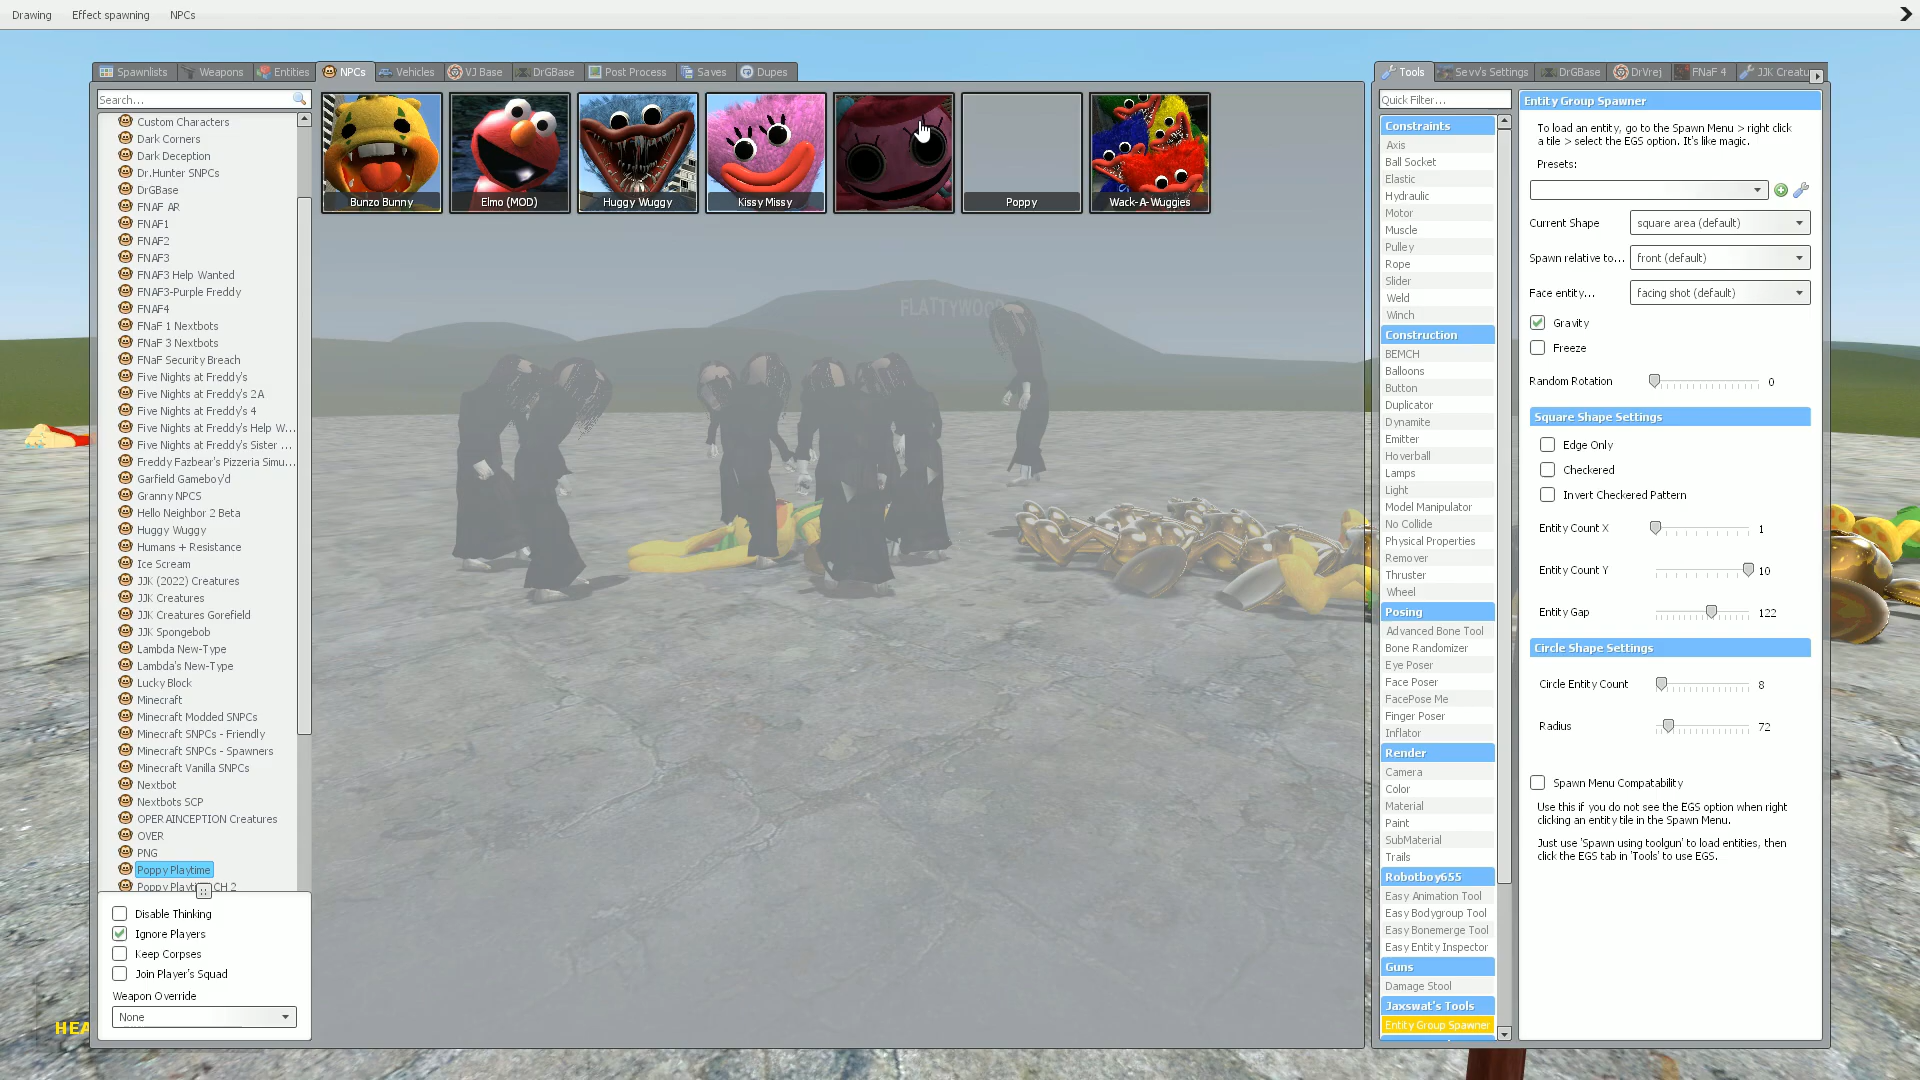 Drawing Effect spawning NPCs
Spawnlists Weapons Entities NPCs Vehicles VJ Base DrGBase Post Process Saves Dupes
Search...
Custom Characters
Dark Corners
Dark Deception
Dr.Hunter SNPCs
DrGBase
FNAF AR
FNAF1
FNAF2
FNAF3
FNAF3 Help Wanted
FNAF3-Purple Freddy
FNAF4
FNaF 1 Nextbots
FNaF 3 Nextbots
FNaF Security Breach
Five Nights at Freddy's
Five Nights at Freddy's 2A
Five Nights at Freddy's 4
Five Nights at Freddy's Help W...
Five Nights at Freddy's Sister ...
Freddy Fazbear's Pizzeria Simu...
Garfield Gameboy'd
Granny NPCS
Hello Neighbor 2 Beta
Huggy Wuggy
Humans + Resistance
Ice Scream
JJK (2022) Creatures
JJK Creatures
JJK Creatures Gorefield
JJK Spongebob
Lambda New-Type
Lambda's New-Type
Lucky Block
Minecraft
Minecraft Modded SNPCs
Minecraft SNPCs - Friendly
Minecraft SNPCs - Spawners
Minecraft Vanilla SNPCs
Nextbot
Nextbots SCP
OPERAINCEPTION Creatures
OVER
PNG
Poppy Playtime
CH 2
Disable Thinking
Ignore Players
Keep Corpses
Join Player's Squad
Weapon Override
None
HEA
Bunzo Bunny Elmo (MOD) Huggy Wuggy Kissy Missy Poppy Wack-A-Wuggies
Tools Sevv's Settings DrGBase DrVrej FNaF 4 JJK Creatu
Quick Filter...
Constraints
Axis
Ball Socket
Elastic
Hydraulic
Motor
Muscle
Pulley
Rope
Slider
Weld
Winch
Construction
BEMCH
Balloons
Button
Duplicator
Dynamite
Emitter
Hoverball
Lamps
Light
Model Manipulator
No Collide
Physical Properties
Remover
Thruster
Wheel
Posing
Advanced Bone Tool
Bone Randomizer
Eye Poser
Face Poser
FacePose Me
Finger Poser
Inflator
Render
Camera
Color
Material
Paint
SubMaterial
Trails
Robotboy655
Easy Animation Tool
Easy Bodygroup Tool
Easy Bonemerge Tool
Easy Entity Inspector
Guns
Damage Stool
Jaxswat's Tools
Entity Group Spawner
Entity Group Spawner
To load an entity, go to the Spawn Menu > right click
a tile > select the EGS option. It's like magic.
Presets:
Current Shape square area (default)
Spawn relative to... front (default)
Face entity... facing shot (default)
Gravity
Freeze
Random Rotation 0
Square Shape Settings
Edge Only
Checkered
Invert Checkered Pattern
Entity Count X 1
Entity Count Y 10
Entity Gap 122
Circle Shape Settings
Circle Entity Count 8
Radius 72
Spawn Menu Compatability
Use this if you do not see the EGS option when right
clicking an entity tile in the Spawn Menu.
Just use 'Spawn using toolgun' to load entities, then
click the EGS tab in 'Tools' to use EGS.